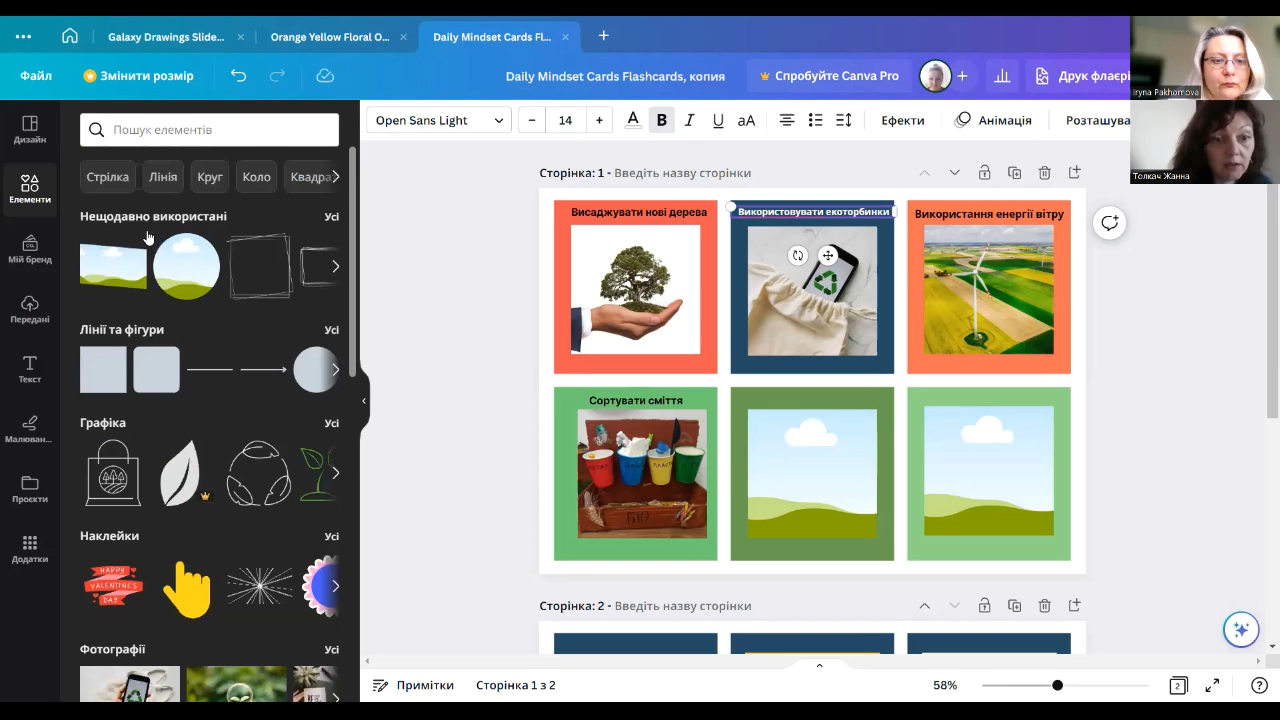 Galaxy Drawings Slide...
Orange Yellow Floral O...
Daily Mindset Cards Fl...
Файл
Змінити розмір
Daily Mindset Cards Flashcards, копия
Спробуйте Canva Pro
Друк флаєрі
Iryna Pakhomova
Толкач Жанна
Дизайн
Елементи
Мій бренд
Передані
Текст
Малюван...
Проєкти
Додатки
Пошук елементів
Стрілка
Лінія
Круг
Коло
Квадра
Нещодавно використані
Усі
Лінії та фігури
Усі
Графіка
Усі
Наклейки
Усі
HAPPY
VALENTINE'S
DAY
Фотографії
Усі
Open Sans Light
14
A
B
I
U
aA
Ефекти
Анімація
Розташува
Сторінка: 1 - Введіть назву сторінки
Висаджувати нові дерева
Використовувати екоторбинки
Використання енергії вітру
Сортувати сміття
БІО
Сторінка: 2 - Введіть назву сторінки
Примітки
Сторінка 1 з 2
58%
2